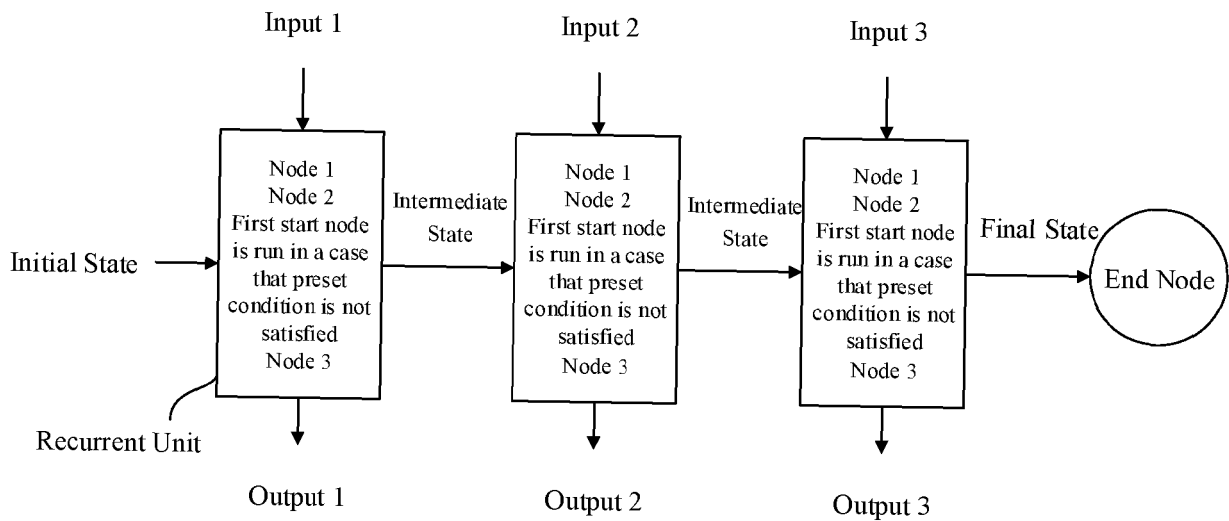 Input 1
Input 2
Input 3
Initial State
Node 1
Node 2
First start node
is run in a case
that preset
condition is not
satisfied
Node 3
Intermediate
State
Node 1
Node 2
First start node
is run in a case
that preset
condition is not
satisfied
Node 3
Intermediate
State
Node 1
Node 2
First start node
is run in a case
that preset
condition is not
satisfied
Node 3
Final State
End Node
Recurrent Unit
Output 1
Output 2
Output 3